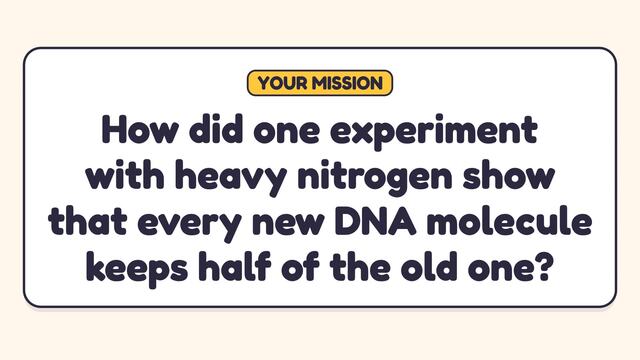 YOUR MISSION
How did one experiment
with heavy nitrogen show
that every new DNA molecule
keeps half of the old one?